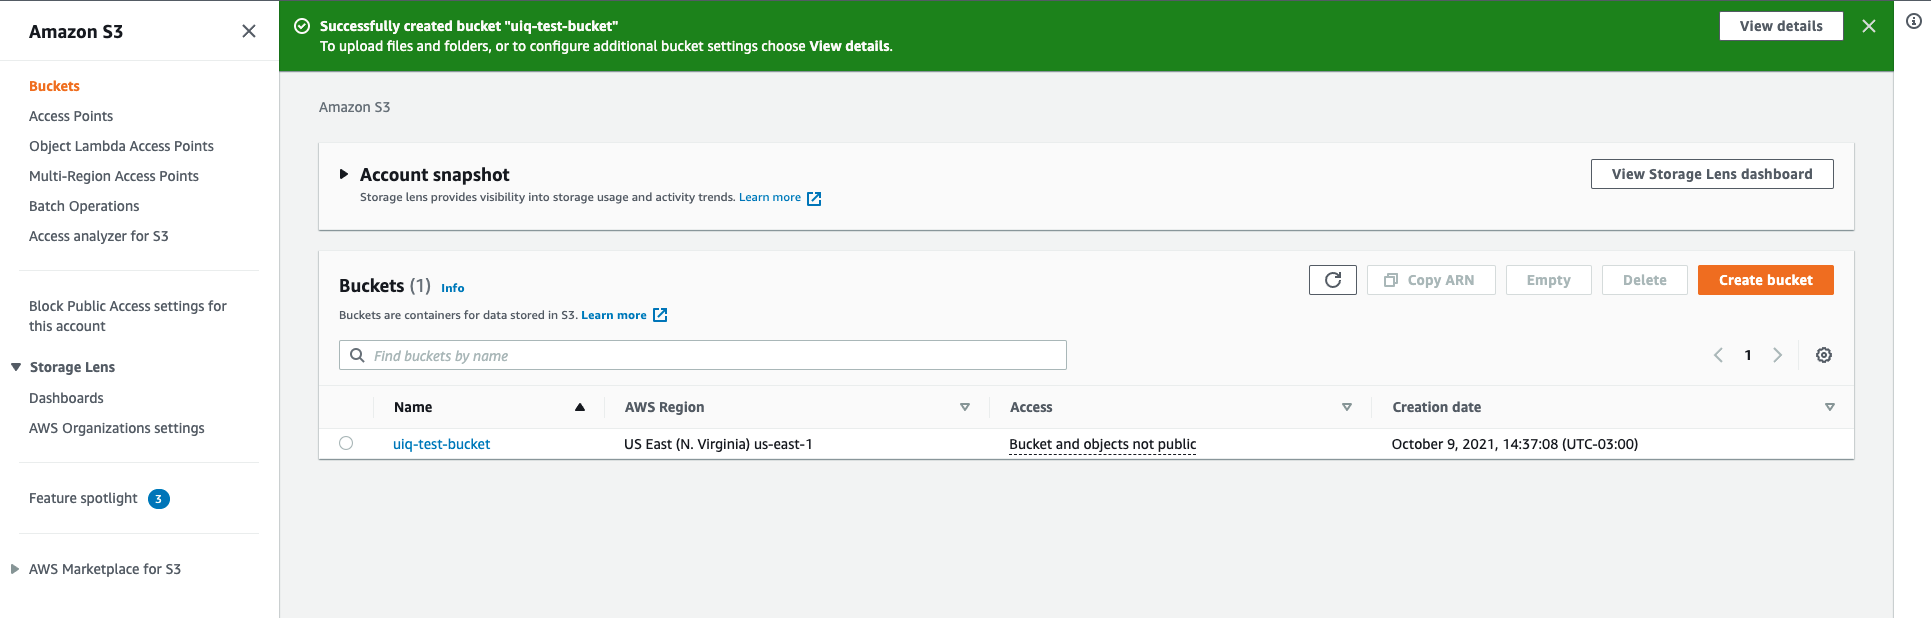 Amazon S3
Buckets
Access Points
Object Lambda Access Points
Multi-Region Access Points
Batch Operations
Access analyzer for S3
Block Public Access settings for
this account
Storage Lens
Dashboards
AWS Organizations settings
Feature spotlight 3
AWS Marketplace for S3
Successfully created bucket "uiq-test-bucket"
To upload files and folders, or to configure additional bucket settings choose View details.
View details
Amazon S3
Account snapshot
Storage lens provides visibility into storage usage and activity trends. Learn more
View Storage Lens dashboard
Buckets (1) Info
Buckets are containers for data stored in S3. Learn more
Copy ARN Empty Delete Create bucket
Find buckets by name
1
Name AWS Region Access Creation date
uiq-test-bucket US East (N. Virginia) us-east-1 Bucket and objects not public October 9, 2021, 14:37:08 (UTC-03:00)